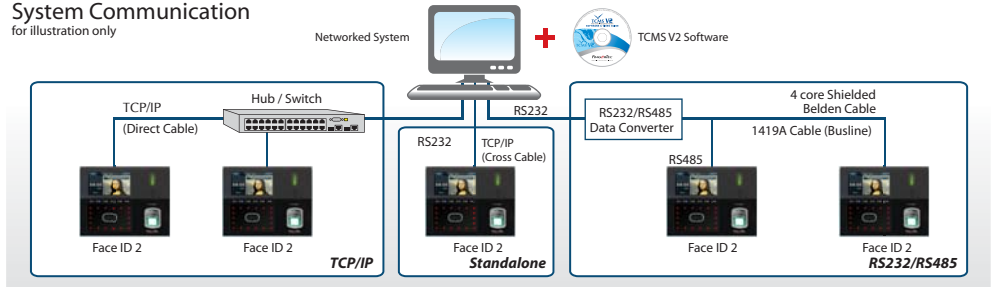 System Communication
for illustration only
Networked System
TCMS V2
TCMS V2 Software
TCP/IP
(Direct Cable)
Hub / Switch
Face ID 2
Face ID 2
TCP/IP
RS232
TCP/IP
(Cross Cable)
Face ID 2
Standalone
RS232
RS232/RS485
Data Converter
4 core Shielded
Belden Cable
1419A Cable (Busline)
RS485
Face ID 2
Face ID 2
RS232/RS485